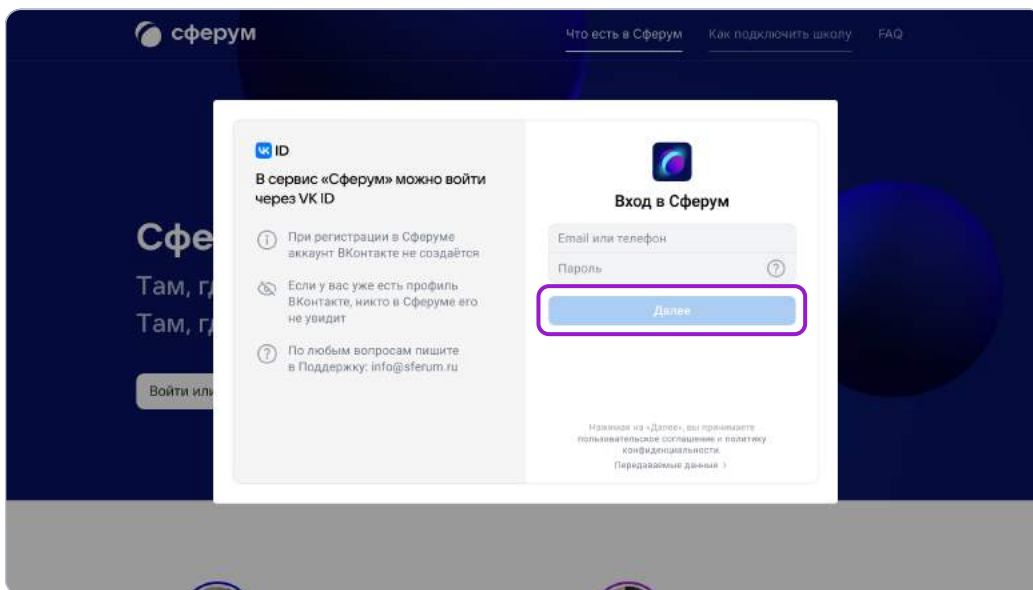 сферум
Что есть в Сферум
Как подключить школу
FAQ
VK ID
В сервис «Сферум» можно войти
через VK ID
При регистрации в Сферуме
аккаунт ВКонтакте не создаётся
Если у вас уже есть профиль
ВКонтакте, никто в Сферуме его
не увидит
По любым вопросам пишите
в Поддержку: info@sferum.ru
Вход в Сферум
Email или телефон
Пароль
Далее
Нажимая на «Далее», вы принимаете
пользовательское соглашение и политику
конфиденциальности.
Передаваемые данные
Сфе
Там, г
Там, г
Войти или